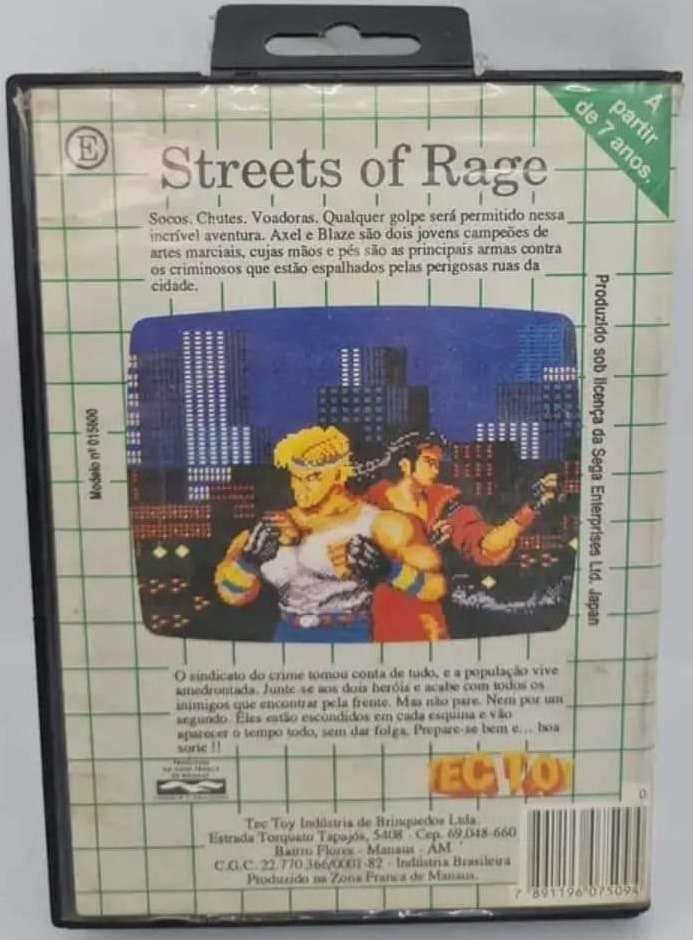 A
partir
de 7 anos.
E
Streets of Rage
Socos. Chutes. Voadoras. Qualquer golpe será permitido nessa
incrível aventura. Axel e Blaze são dois jovens campeões de
artes marciais, cujas mãos e pés são as principais armas contra
os criminosos que estão espalhados pelas perigosas ruas da
cidade.
Modelo nº 015600
Produzido sob licença da Sega Enterprises Ltd. Japan
O sindicato do crime tomou conta de tudo, e a população vive
amedrontada. Junte-se aos dois heróis e acabe com todos os
inimigos que encontrar pela frente. Mas não pare. Nem por um
segundo. Eles estão escondidos em cada esquina e vão
aparecer o tempo todo, sem dar folga. Prepare-se bem e... boa
sorte !!
TEC TOY
0
Tec Toy Indústria de Brinquedos Ltda.
Estrada Torquato Tapajós, 5408 - Cep. 69.048-660
Bairro Flores - Manaus - AM
C.G.C. 22.770.366/0001-82 - Indústria Brasileira
Produzido na Zona Franca de Manaus.
7 891196 075094